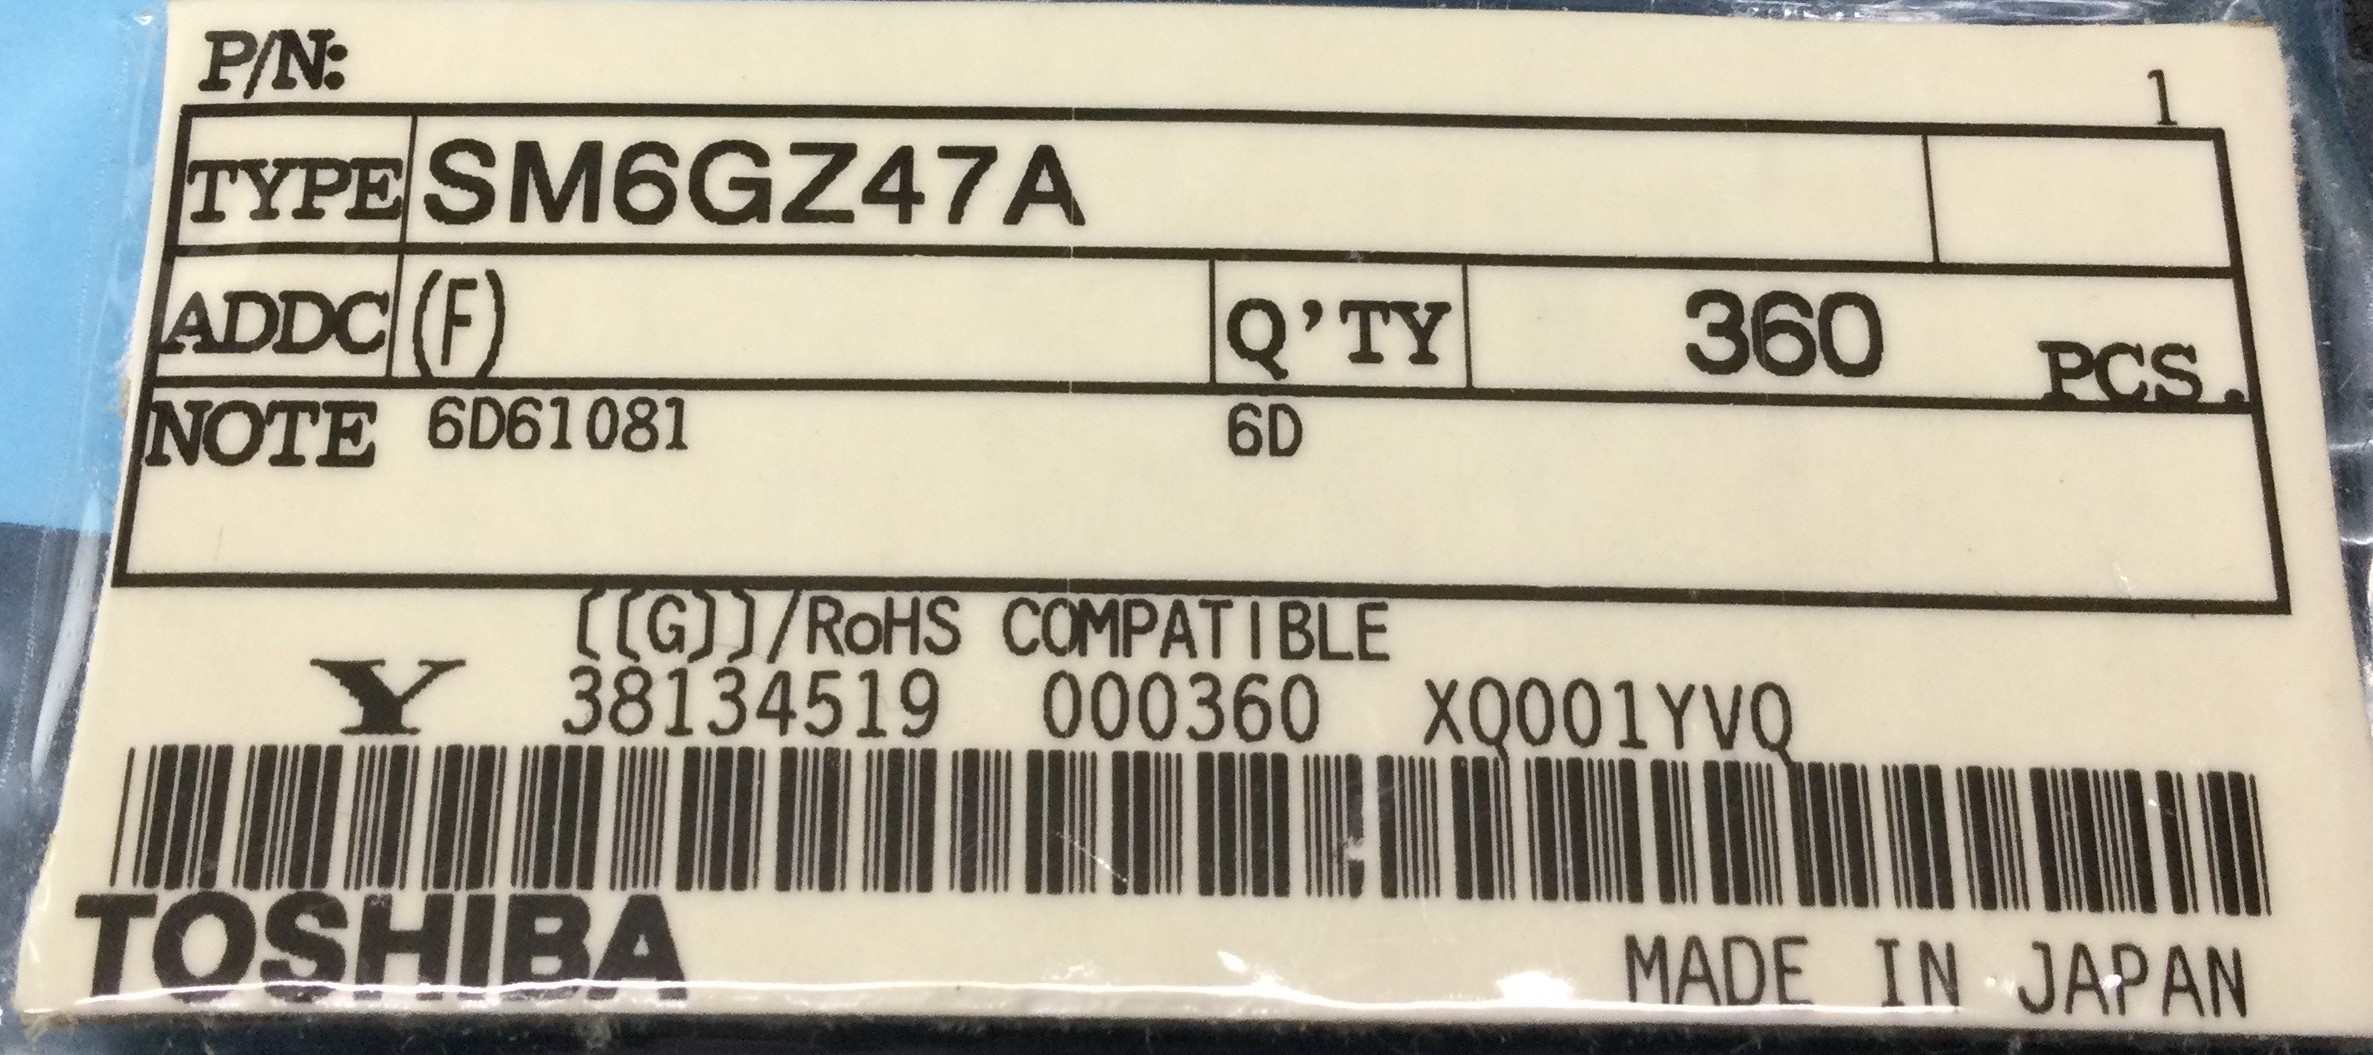 P/N:
1
TYPE SM6GZ47A
ADDC (F) Q'TY 360 PCS.
NOTE 6D61081 6D
[[G]]/RoHS COMPATIBLE
Y 38134519 000360 XQ001YVQ
TOSHIBA
MADE IN JAPAN